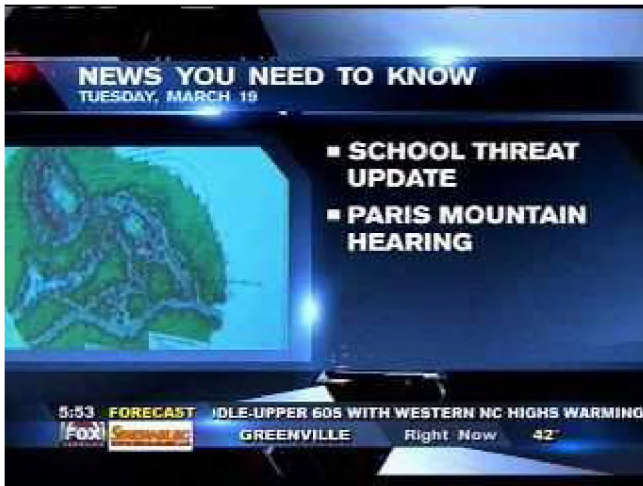 NEWS YOU NEED TO KNOW
TUESDAY, MARCH 19
SCHOOL THREAT
UPDATE
PARIS MOUNTAIN
HEARING
5:53 FORECAST IDLE-UPPER 60S WITH WESTERN NC HIGHS WARMING
FOX GREENVILLE Right Now 42°